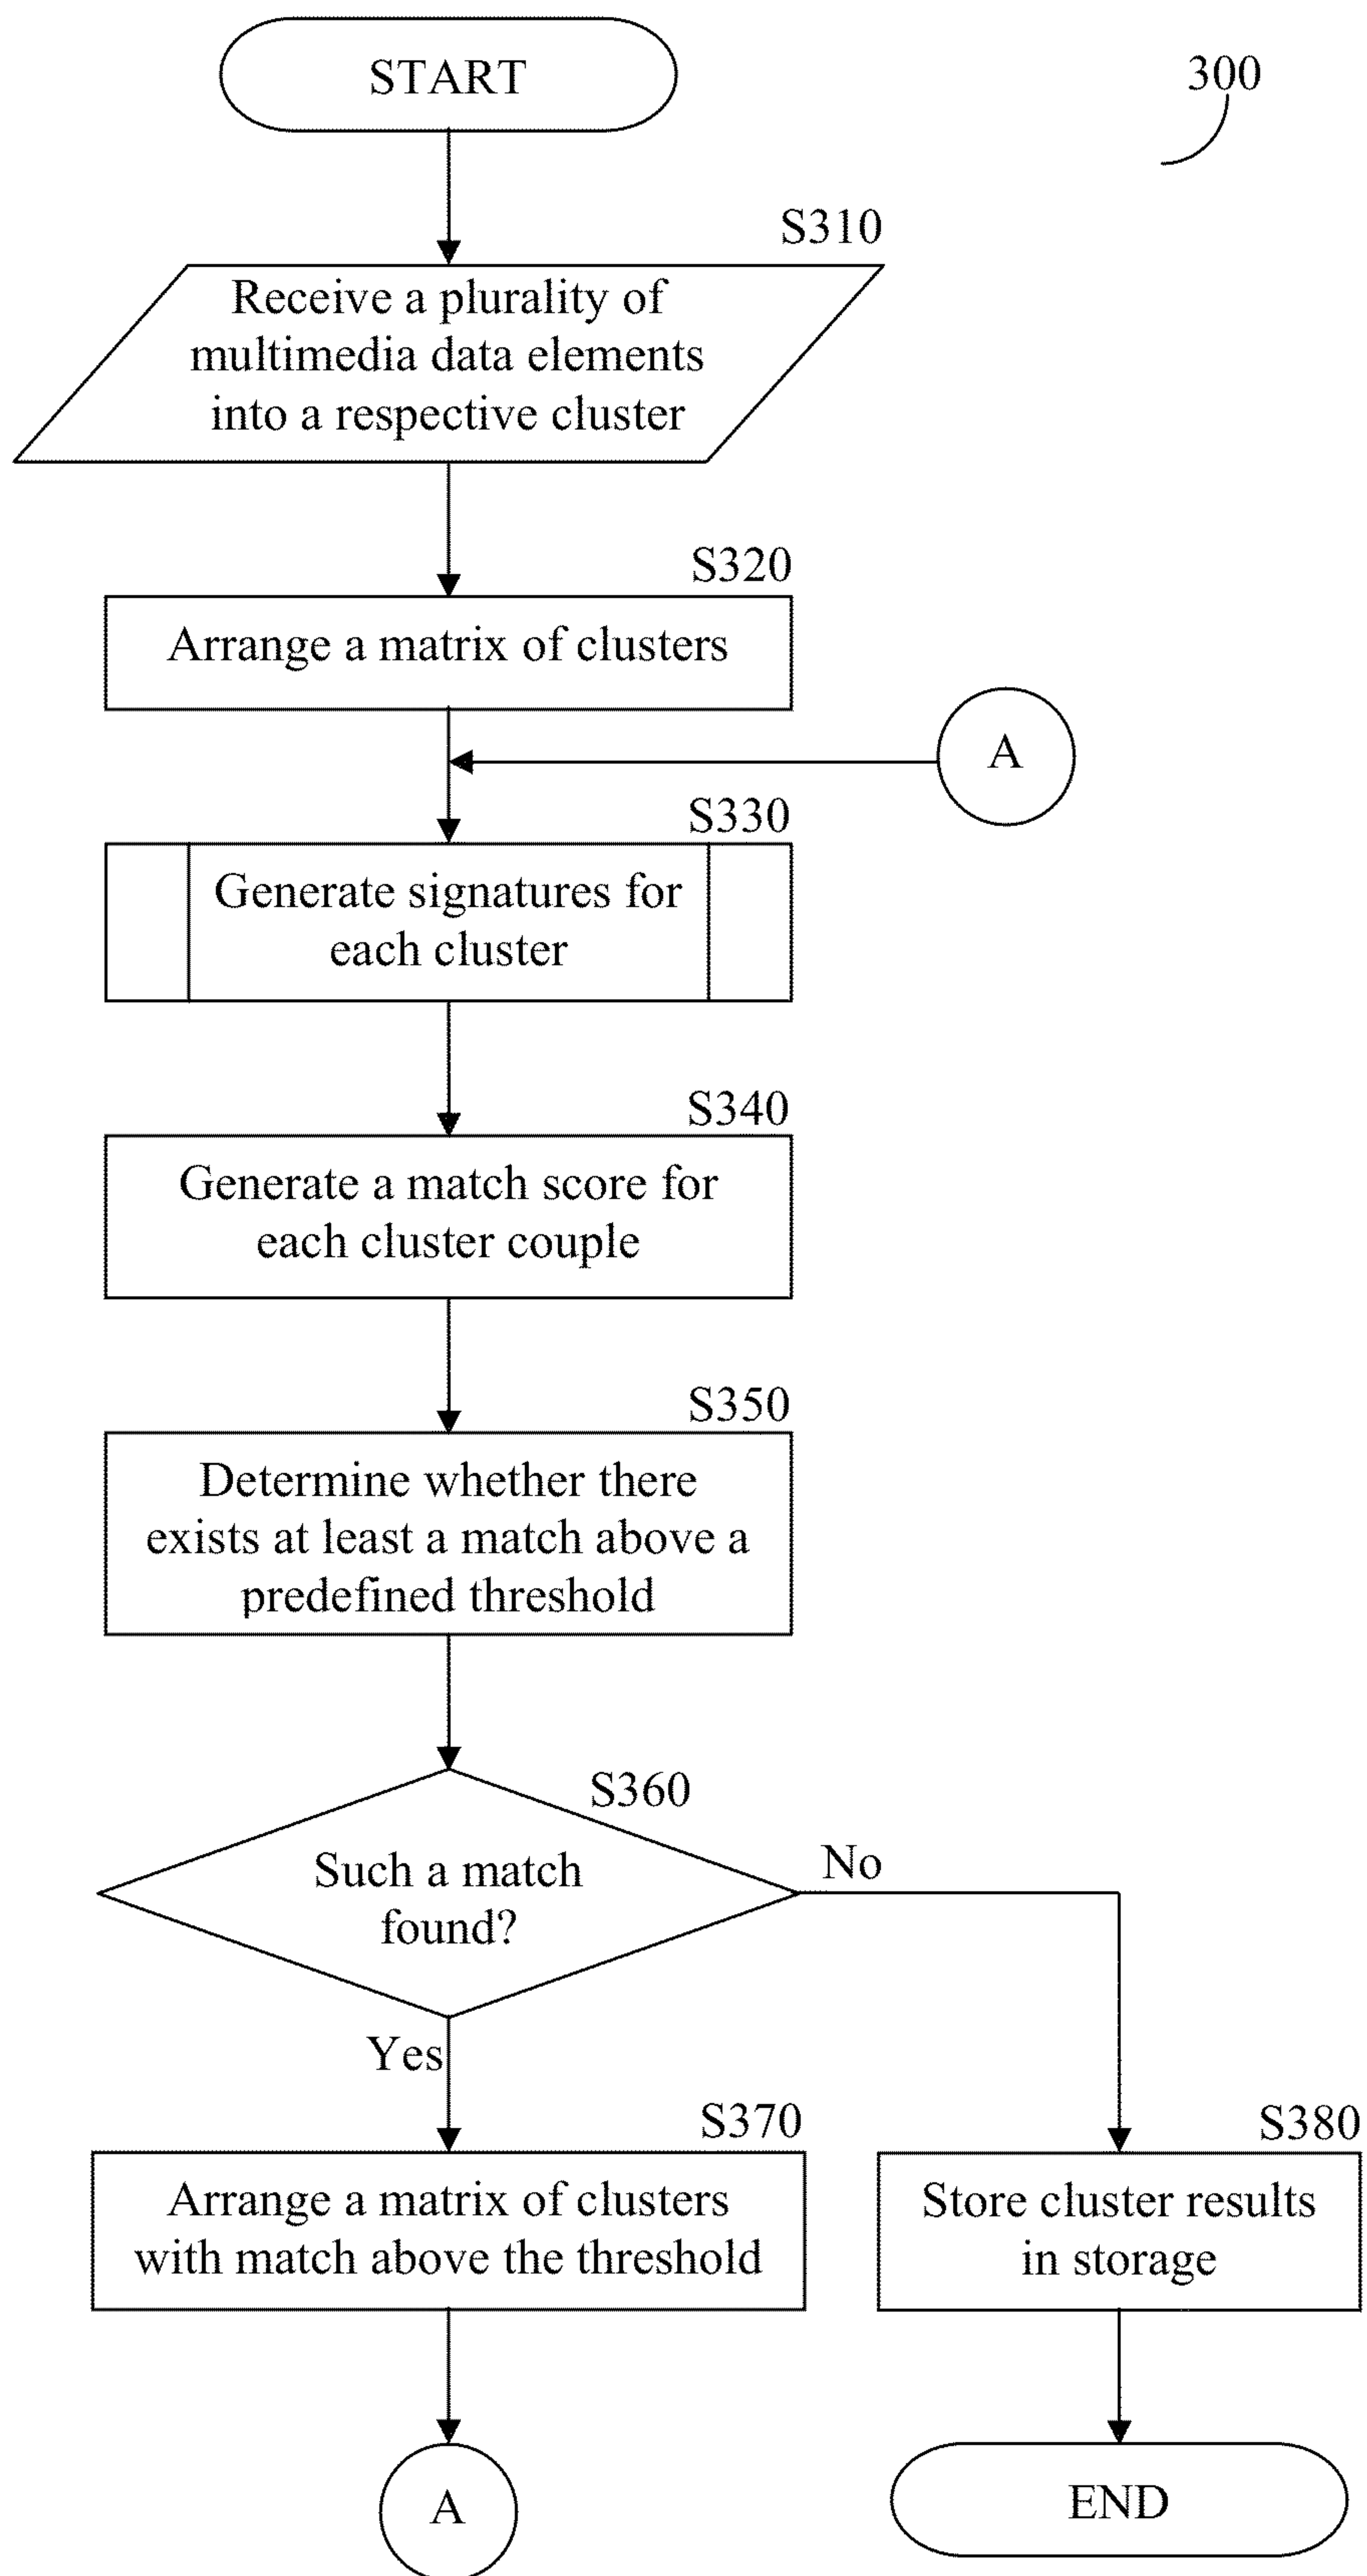 START
300
S310
Receive a plurality of
multimedia data elements
into a respective cluster
S320
Arrange a matrix of clusters
A
S330
Generate signatures for
each cluster
S340
Generate a match score for
each cluster couple
S350
Determine whether there
exists at least a match above a
predefined threshold
S360
Such a match
found?
No
Yes
S370
Arrange a matrix of clusters
with match above the threshold
S380
Store cluster results
in storage
A
END